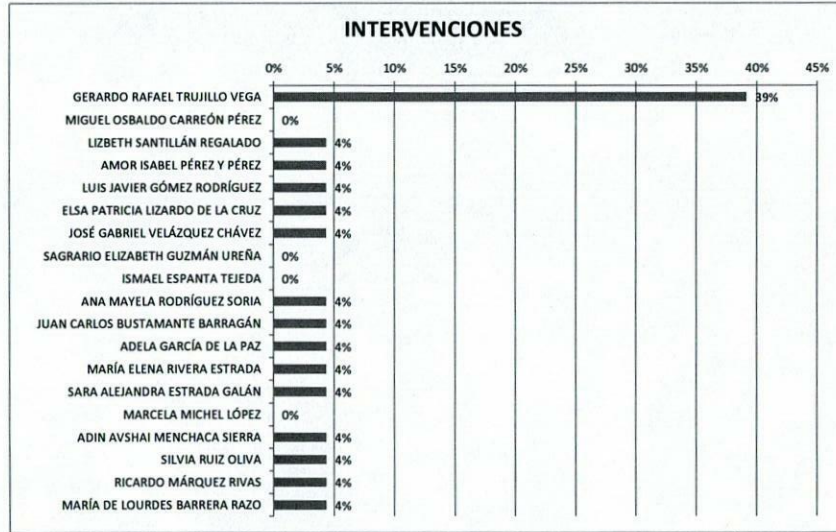 INTERVENCIONES
0% 5% 10% 15% 20% 25% 30% 35% 40% 45%
GERARDO RAFAEL TRUJILLO VEGA 39%
MIGUEL OSBALDO CARREÓN PÉREZ 0%
LIZBETH SANTILLÁN REGALADO 4%
AMOR ISABEL PÉREZ Y PÉREZ 4%
LUIS JAVIER GÓMEZ RODRÍGUEZ 4%
ELSA PATRICIA LIZARDO DE LA CRUZ 4%
JOSÉ GABRIEL VELÁZQUEZ CHÁVEZ 4%
SAGRARIO ELIZABETH GUZMÁN UREÑA 0%
ISMAEL ESPANTA TEJEDA 0%
ANA MAYELA RODRÍGUEZ SORIA 4%
JUAN CARLOS BUSTAMANTE BARRAGÁN 4%
ADELA GARCÍA DE LA PAZ 4%
MARÍA ELENA RIVERA ESTRADA 4%
SARA ALEJANDRA ESTRADA GALÁN 4%
MARCELA MICHEL LÓPEZ 0%
ADIN AVSHAI MENCHACA SIERRA 4%
SILVIA RUIZ OLIVA 4%
RICARDO MÁRQUEZ RIVAS 4%
MARÍA DE LOURDES BARRERA RAZO 4%